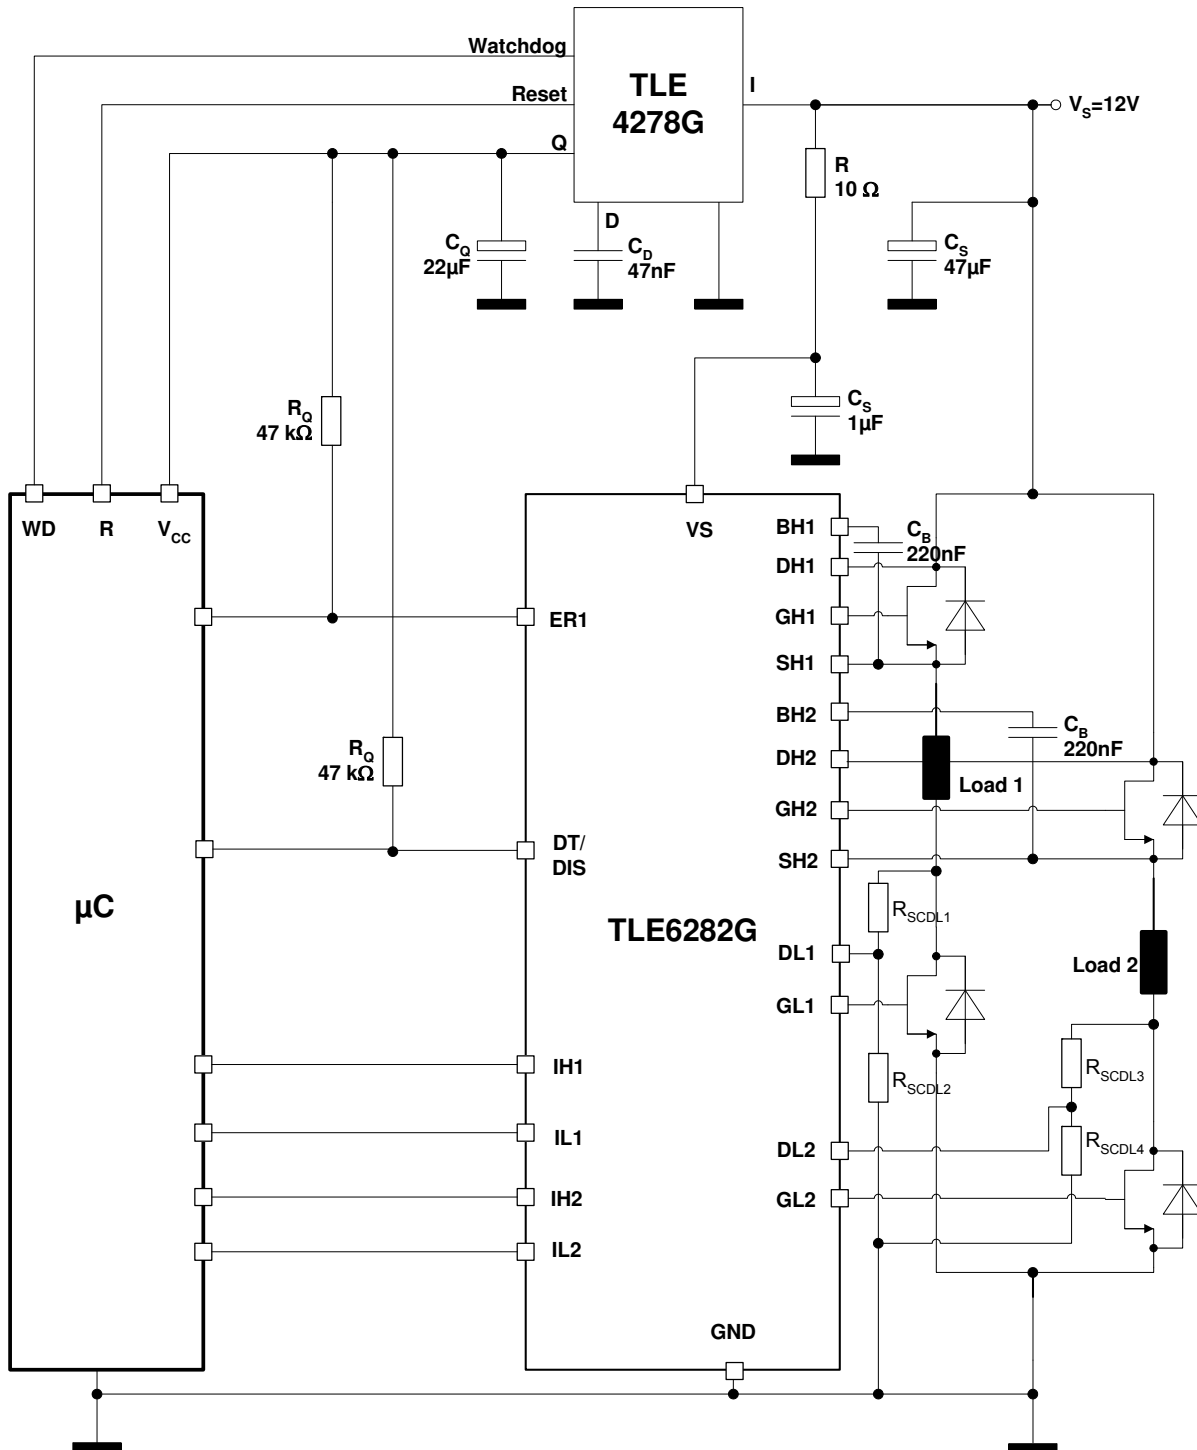 Watchdog
Reset
Q
TLE
4278G
I
V_S=12V
D
R
10 Ω
C_Q
22µF
C_D
47nF
C_S
47µF
C_S
1µF
R_Q
47 kΩ
WD
R
V_CC
VS
BH1
C_B
220nF
DH1
GH1
ER1
SH1
BH2
C_B
220nF
R_Q
47 kΩ
DH2
Load 1
GH2
DT/
DIS
SH2
µC
TLE6282G
R_SCDL1
DL1
Load 2
GL1
IH1
R_SCDL2
R_SCDL3
IL1
DL2
R_SCDL4
IH2
GL2
IL2
GND